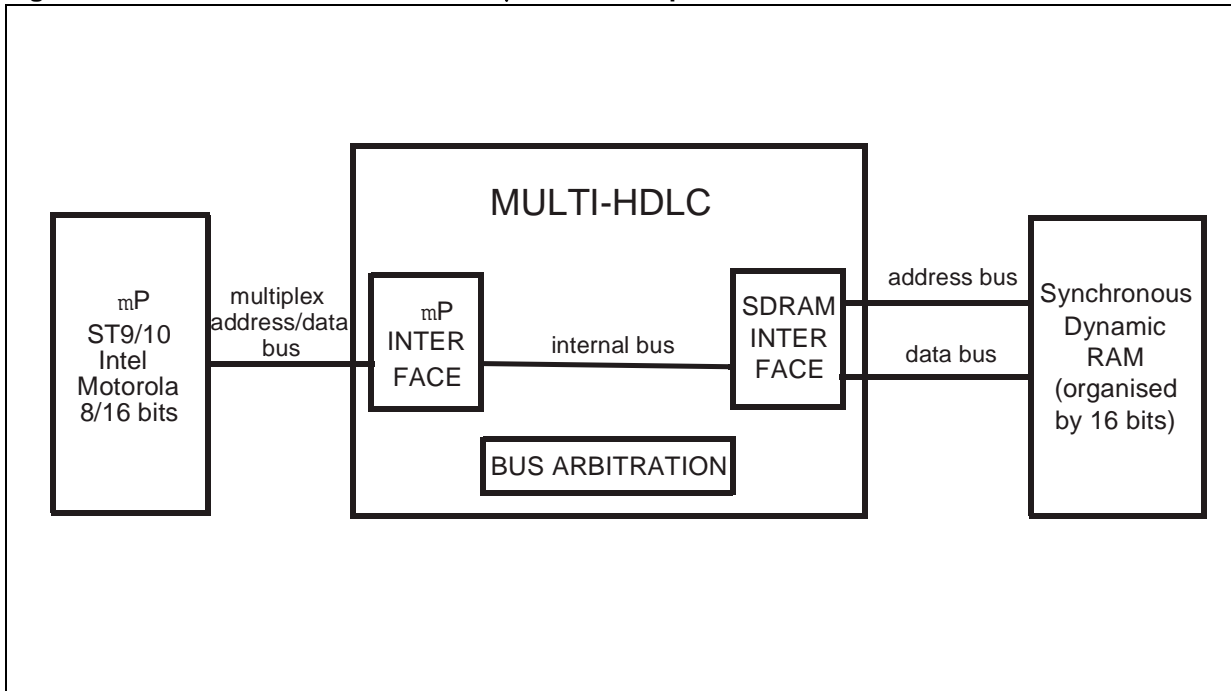 MULTI-HDLC
mP
ST9/10
Intel
Motorola
8/16 bits
multiplex
address/data
bus
mP
INTER
FACE
internal bus
SDRAM
INTER
FACE
BUS ARBITRATION
address bus
data bus
Synchronous
Dynamic
RAM
(organised
by 16 bits)